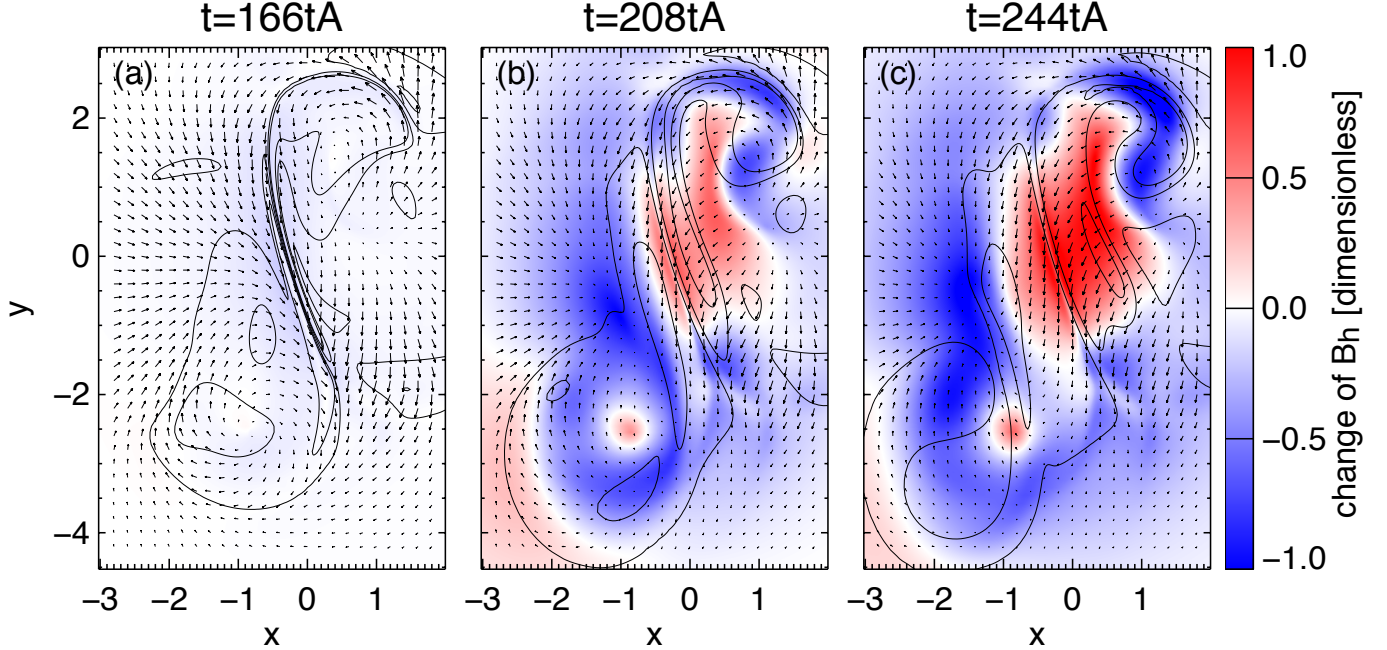 t=166tA t=208tA t=244tA
(a) (b) (c)
2
0
−2
−4
y
−3 −2 −1 0 1
−3 −2 −1 0 1
−3 −2 −1 0 1
x x x
1.0
0.5
0.0
−0.5
−1.0
change of Bh [dimensionless]